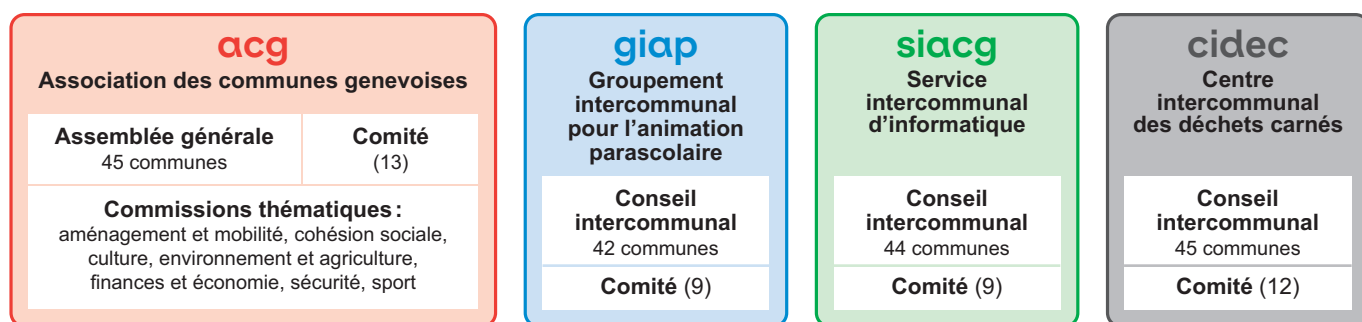 acg
Association des communes genevoises
Assemblée générale
45 communes
Comité
(13)
Commissions thématiques :
aménagement et mobilité, cohésion sociale,
culture, environnement et agriculture,
finances et économie, sécurité, sport
giap
Groupement
intercommunal
pour l’animation
parascolaire
Conseil
intercommunal
42 communes
Comité (9)
siacg
Service
intercommunal
d’informatique
Conseil
intercommunal
44 communes
Comité (9)
cidec
Centre
intercommunal
des déchets carnés
Conseil
intercommunal
45 communes
Comité (12)